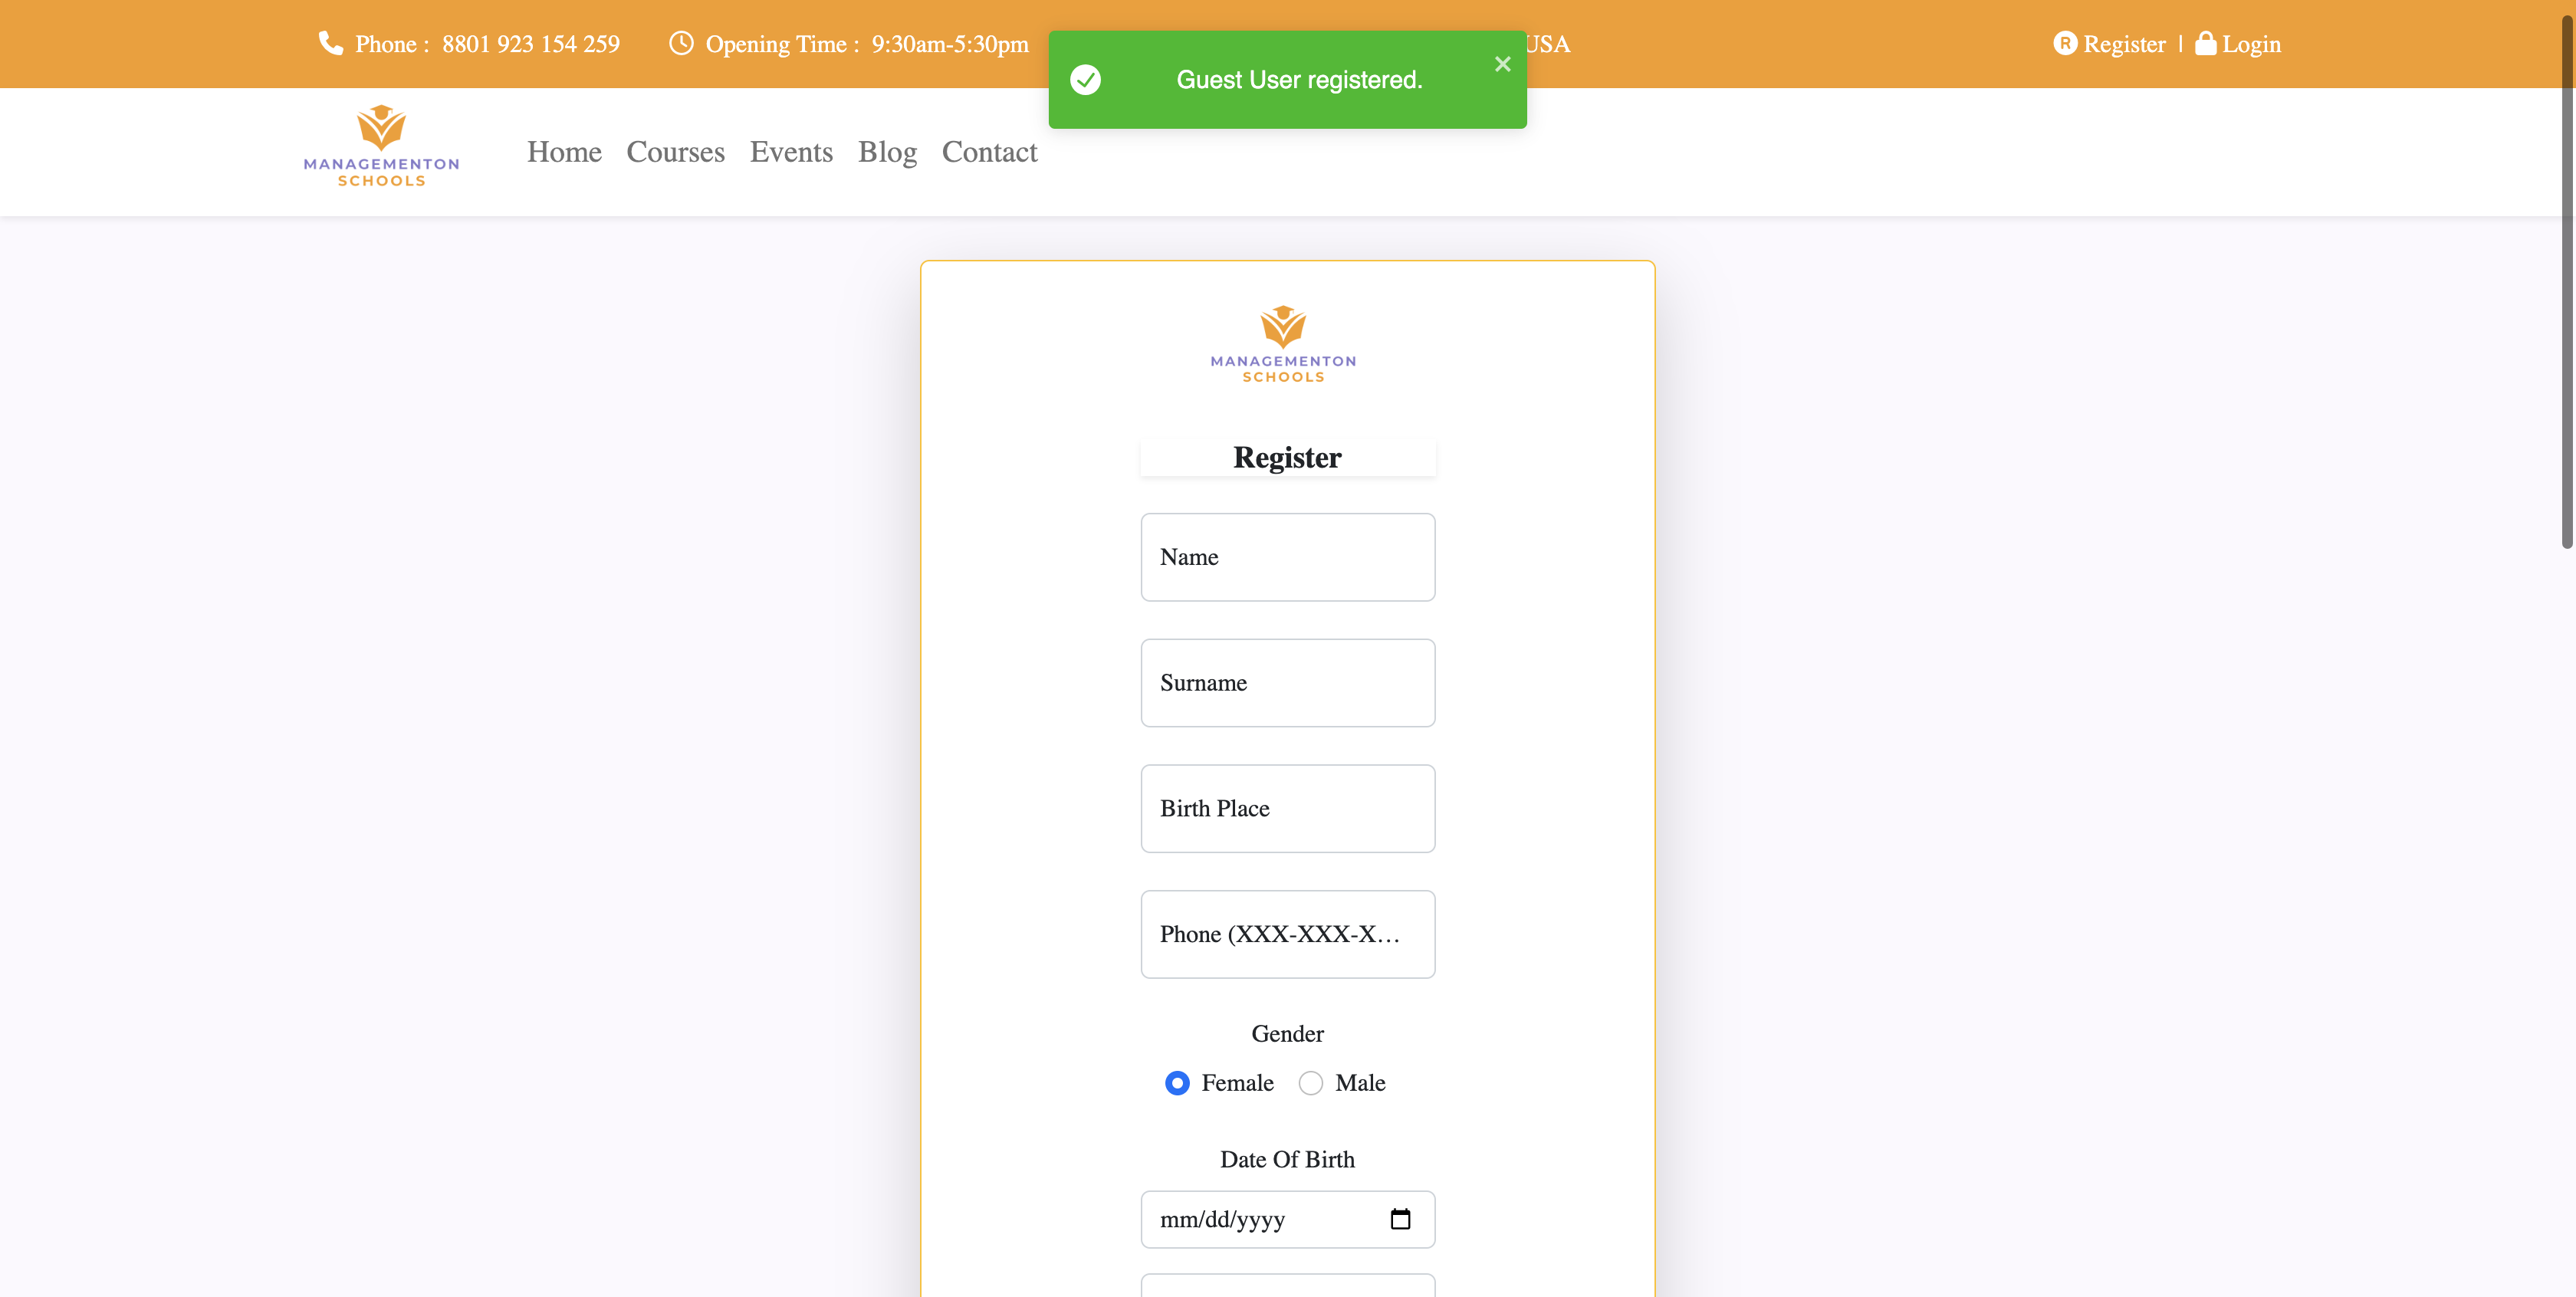 Phone : 8801 923 154 259
Opening Time : 9:30am-5:30pm
USA
R Register | Login
Guest User registered.
MANAGEMENTON
SCHOOLS
Home Courses Events Blog Contact
MANAGEMENTON
SCHOOLS
Register
Name
Surname
Birth Place
Phone (XXX-XXX-X…
Gender
Female Male
Date Of Birth
mm/dd/yyyy